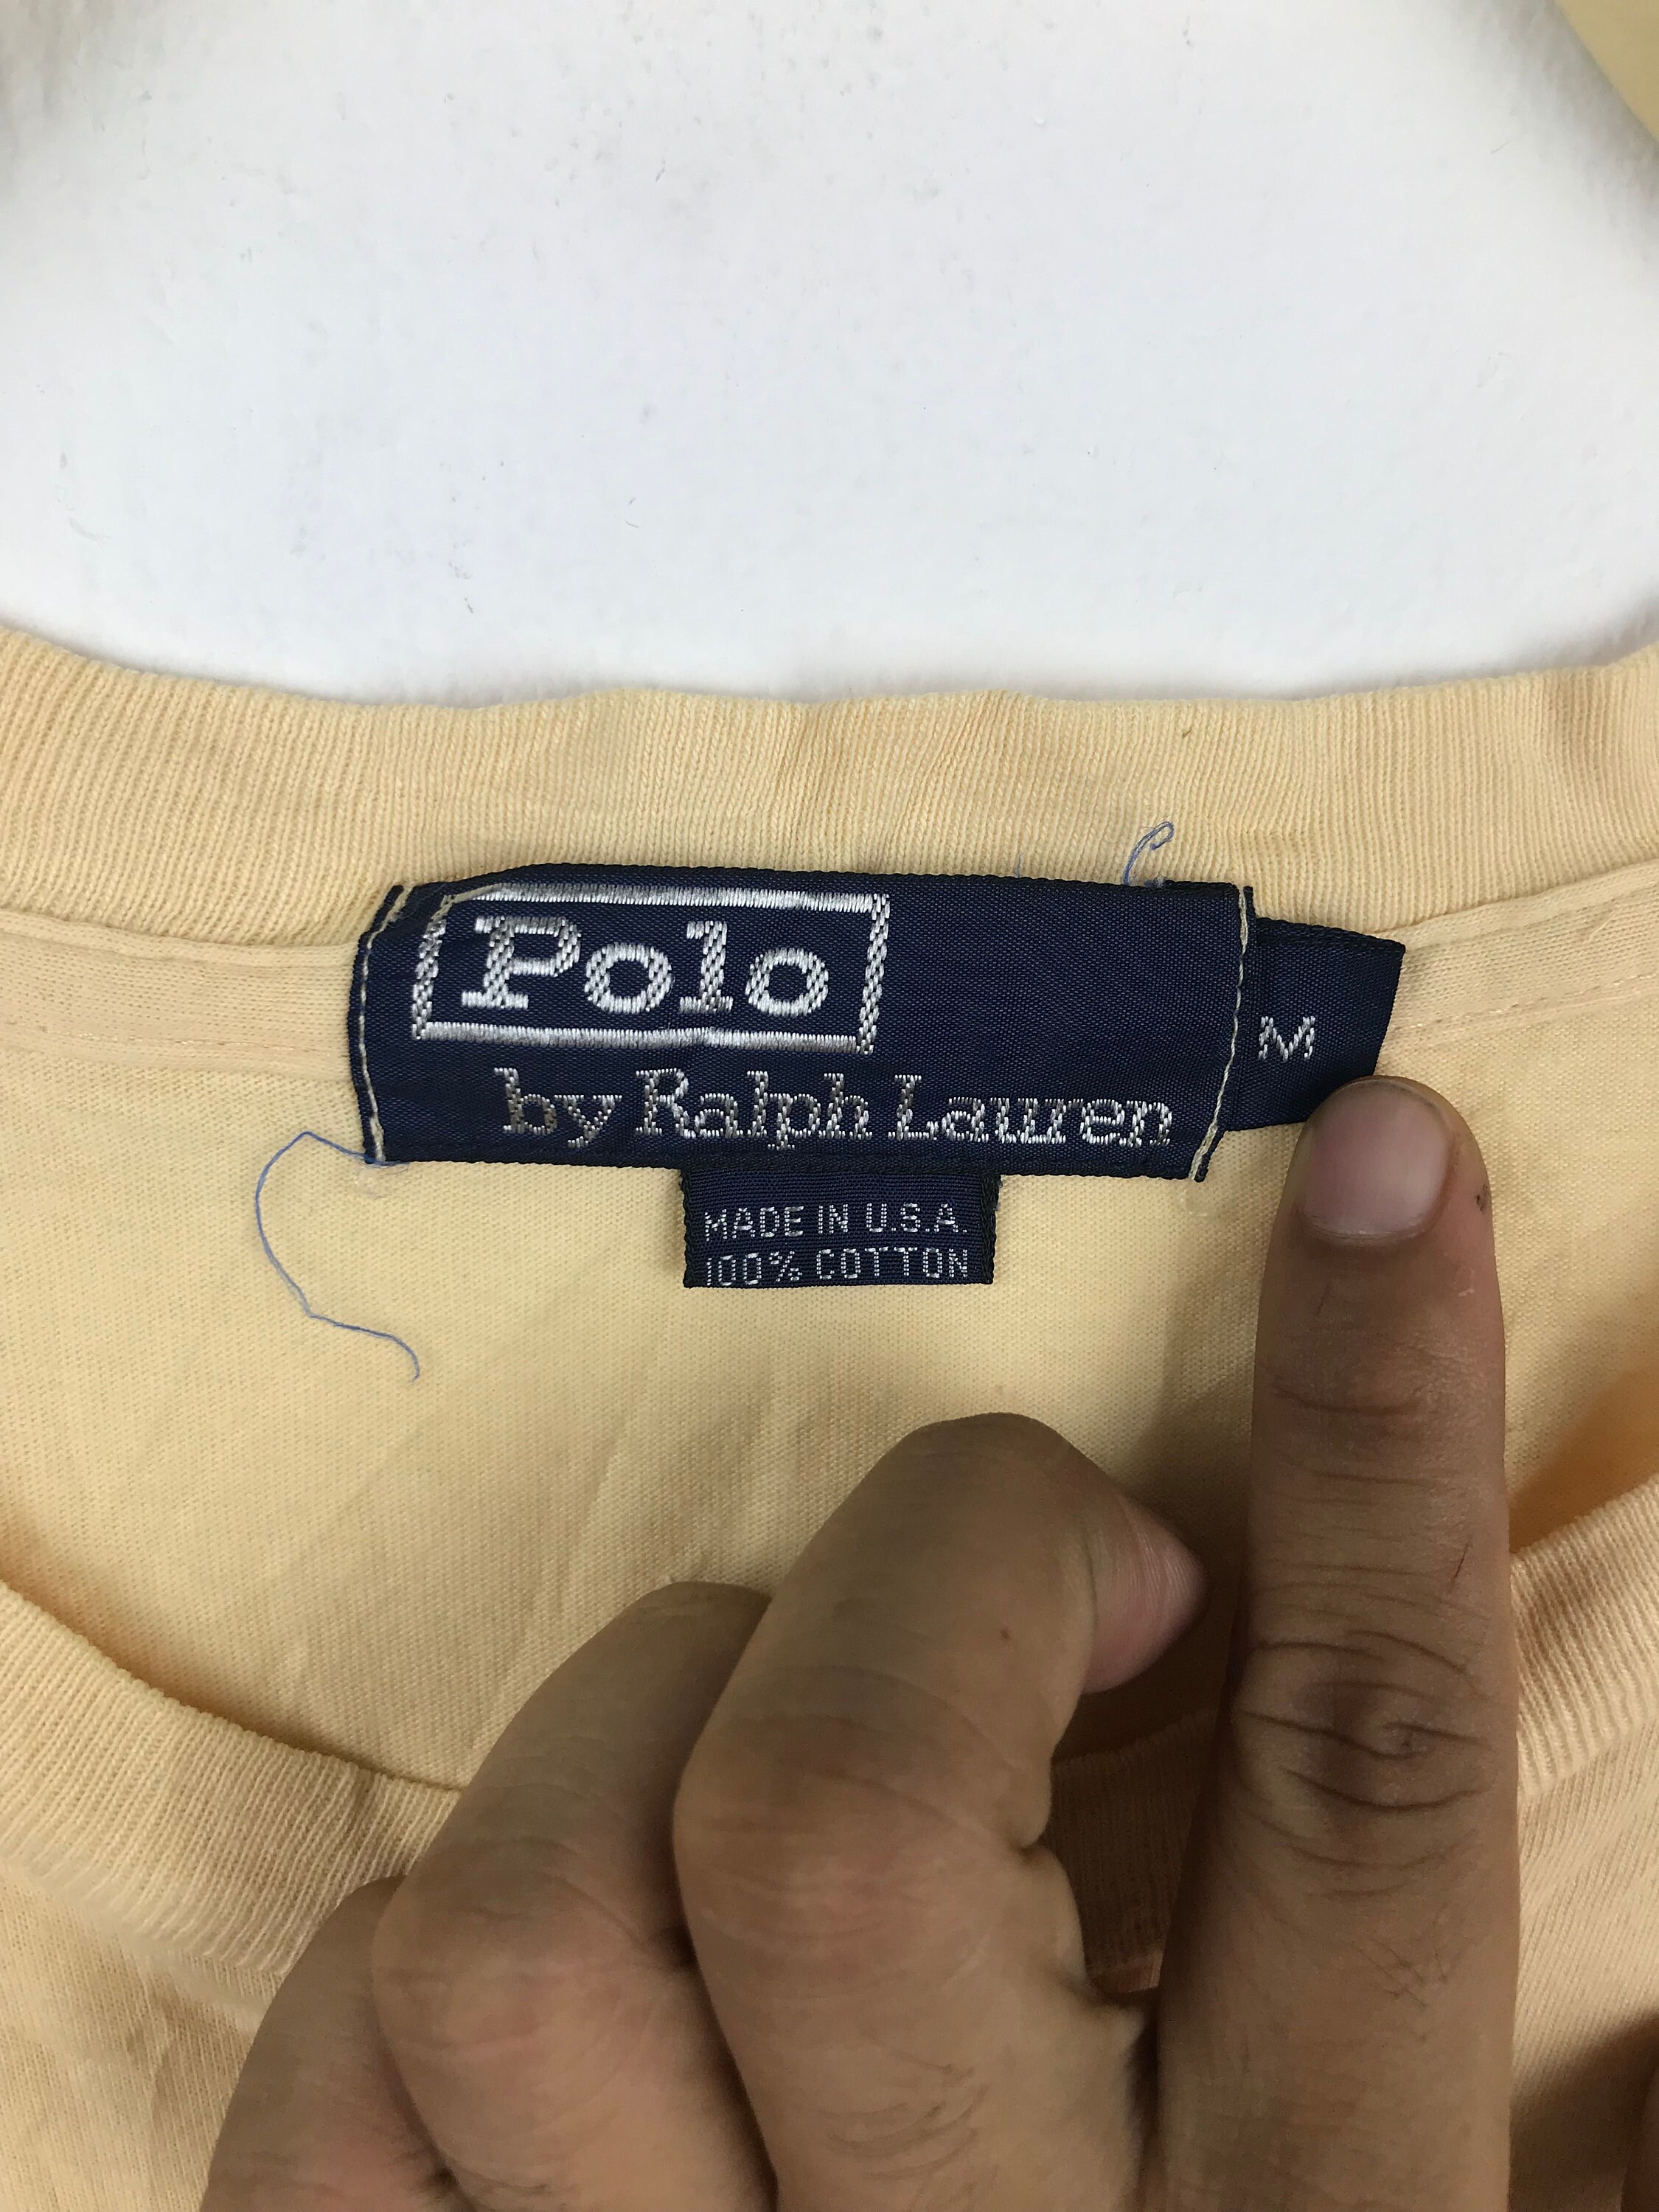 Polo
by Ralph Lauren
M
MADE IN U.S.A.
100% COTTON